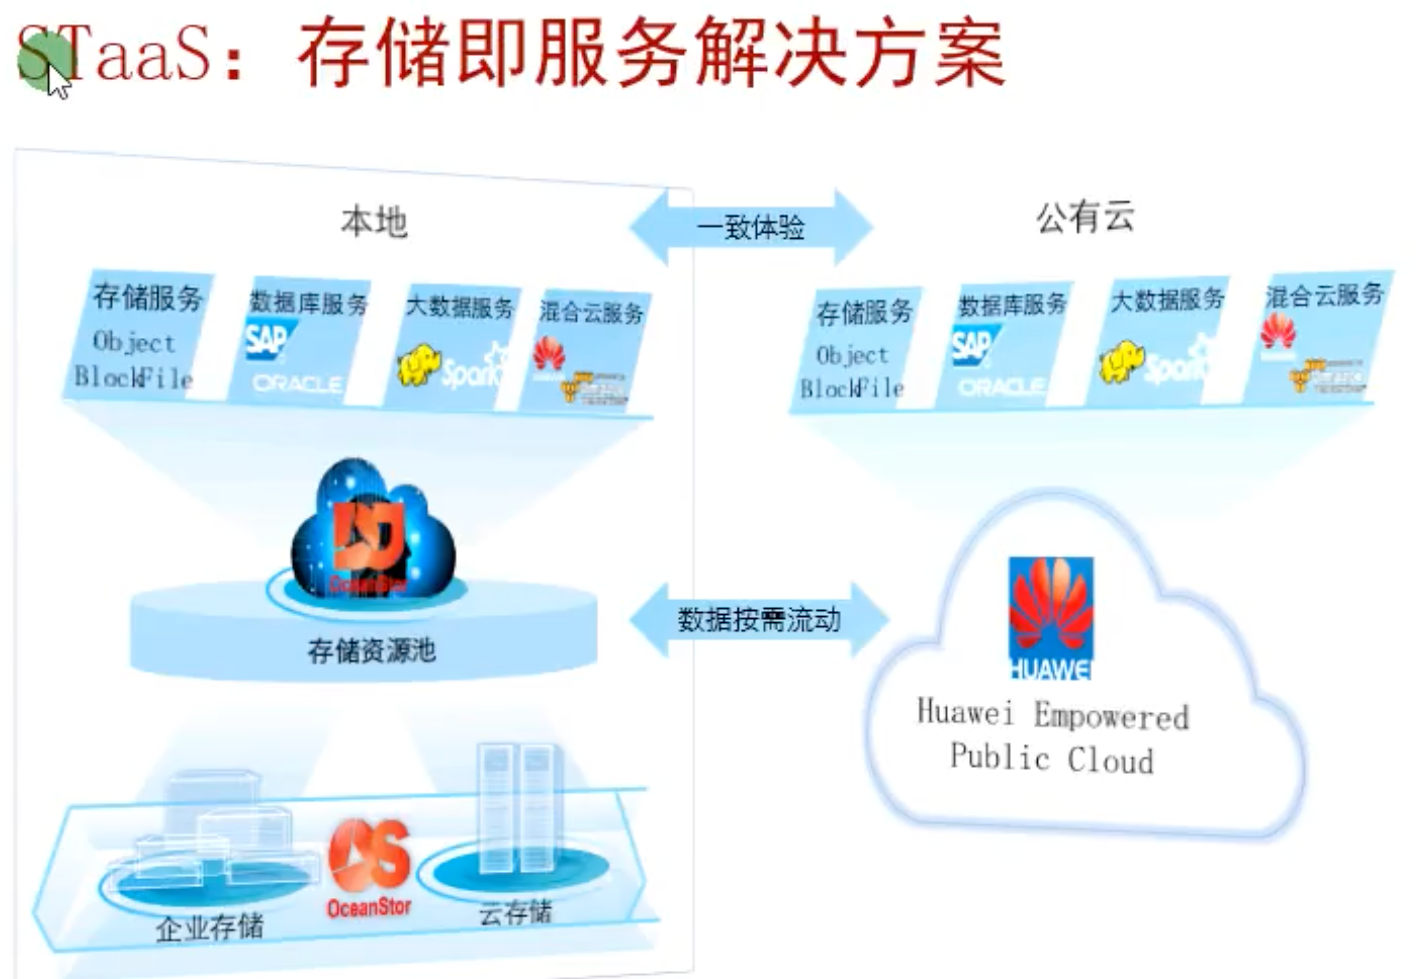 STaaS：存储即服务解决方案
本地
一致体验
公有云
存储服务
Object
BlockFile
数据库服务
SAP
ORACLE
大数据服务
Spark
混合云服务
存储服务
Object
BlockFile
数据库服务
SAP
ORACLE
大数据服务
Spark
混合云服务
OceanStor
存储资源池
数据按需流动
HUAWEI
Huawei Empowered
Public Cloud
OceanStor
企业存储
云存储